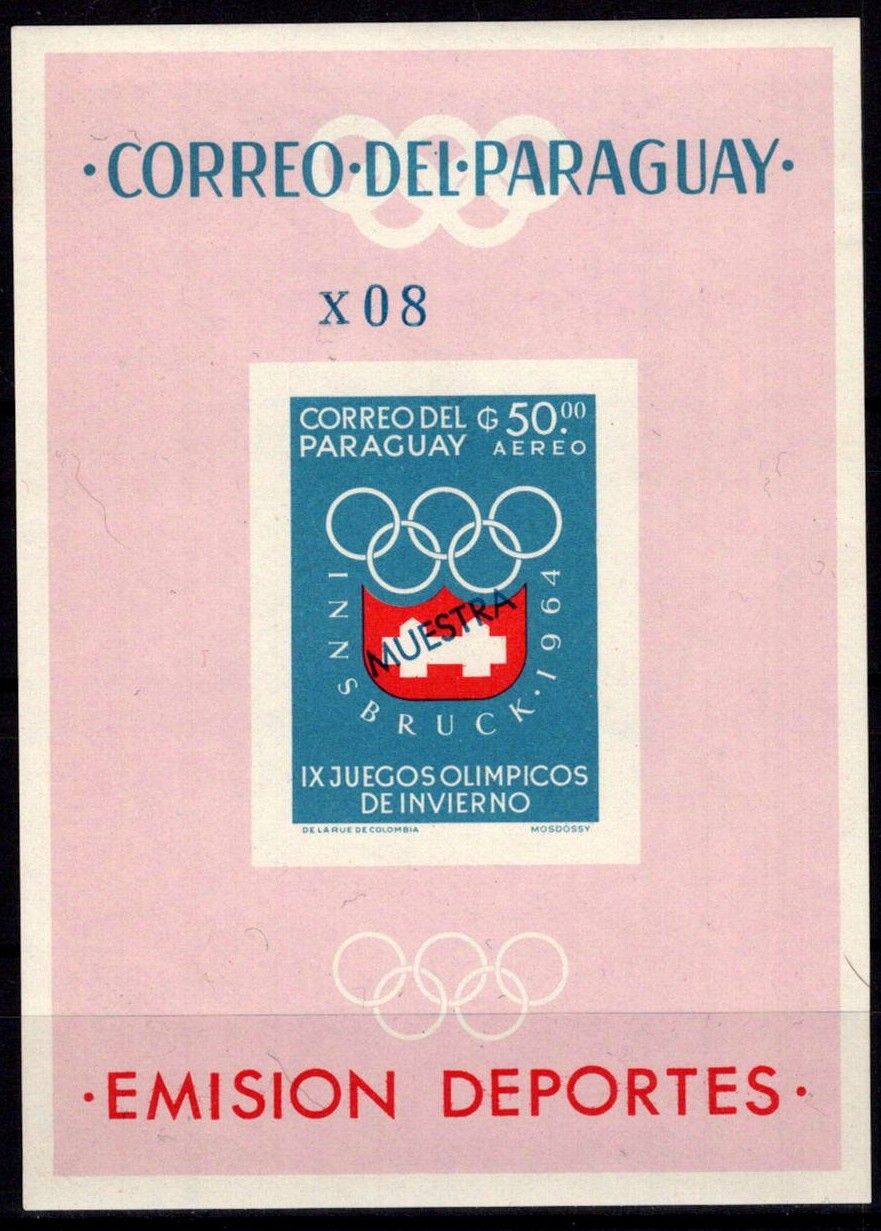 ·CORREO·DEL·PARAGUAY·
X08
CORREO DEL ₲ 50.00
PARAGUAY AEREO
INNSBRUCK·1964
MUESTRA
IX JUEGOS OLIMPICOS
DE INVIERNO
DE LA RUE DE COLOMBIA MOSDÓSSY
·EMISION DEPORTES·